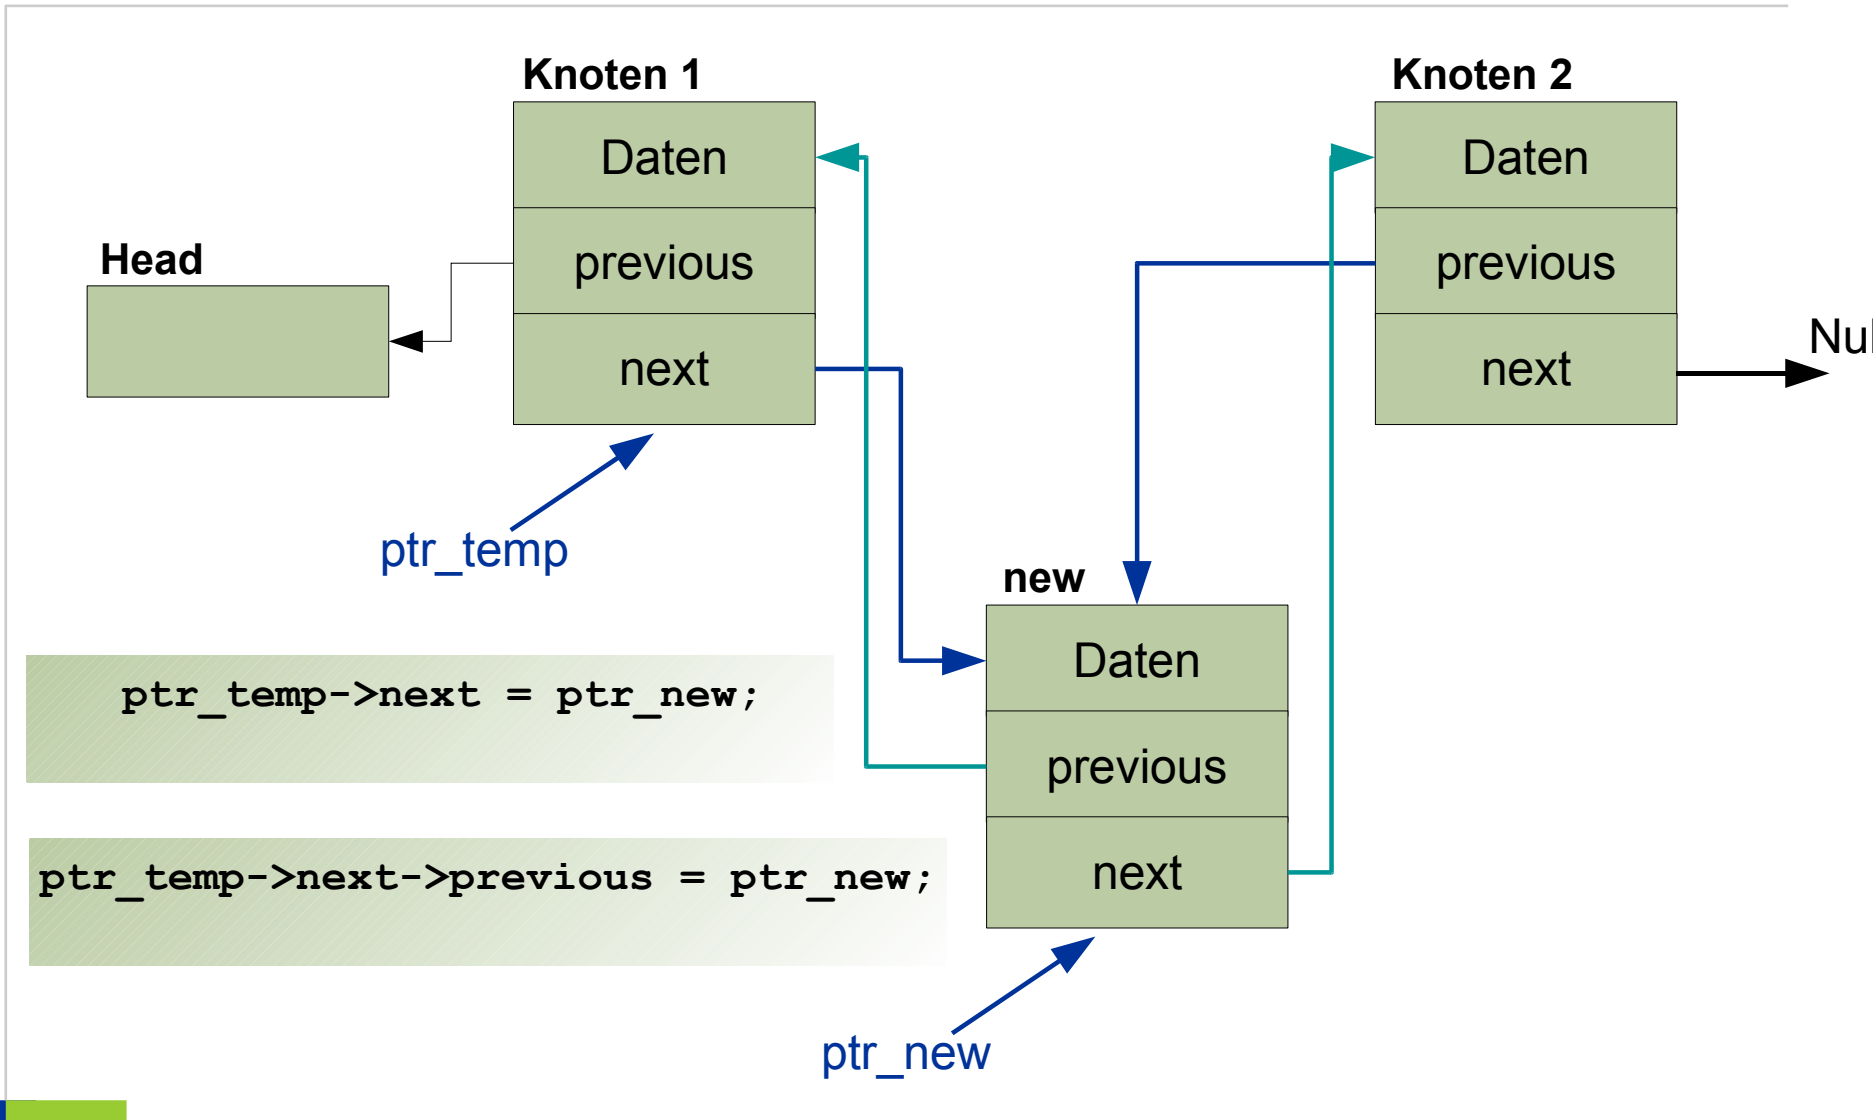 Knoten 1
Daten
previous
next
Knoten 2
Daten
previous
next
Head
ptr_temp
new
Daten
previous
next
ptr_temp->next = ptr_new;
ptr_temp->next->previous = ptr_new;
ptr_new